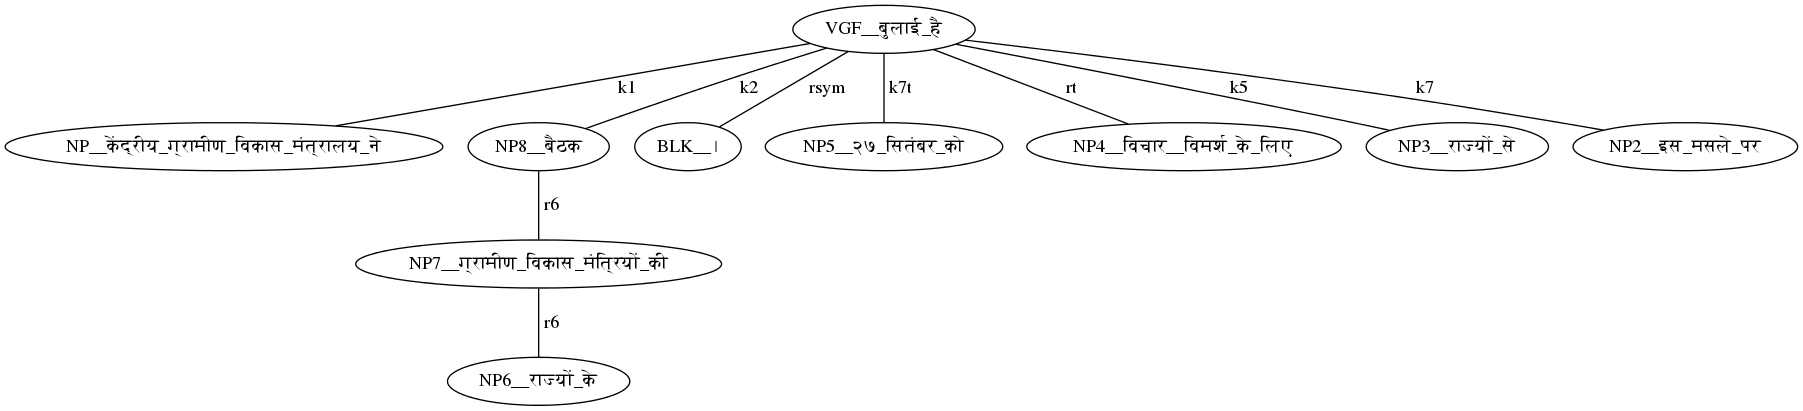 VGF__बुलाई_है
k1 k2 rsym k7t rt k5 k7
NP__केंद्रीय_ग्रामीण_विकास_मंत्रालय_ने NP8__बैठक BLK__। NP5__२७_सितंबर_को NP4__विचार__विमर्श_के_लिए NP3__राज्यों_से NP2__इस_मसले_पर
r6
NP7__ग्रामीण_विकास_मंत्रियों_की
r6
NP6__राज्यों_के